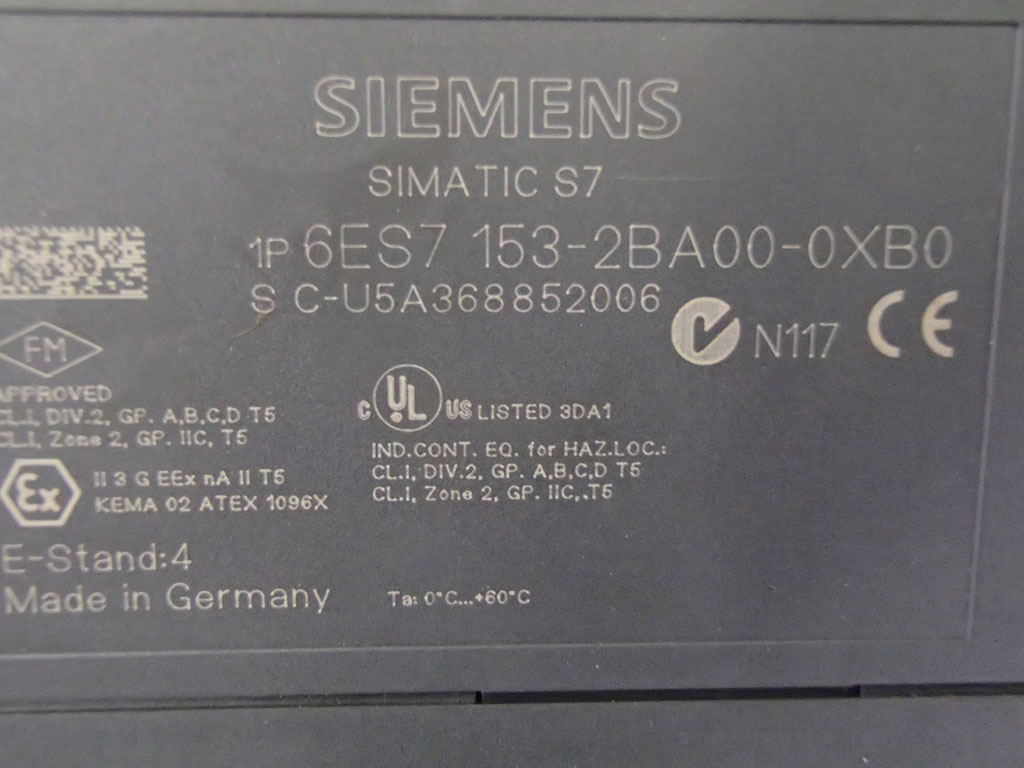 SIEMENS
SIMATIC S7
1P 6ES7 153-2BA00-0XB0
S C-U5A368852006
N117 CE
FM
APPROVED
CL.I, DIV.2, GP. A,B,C,D T5
CL.I, Zone 2, GP. IIC, T5
C UL US LISTED 3DA1
IND.CONT. EQ. for HAZ.LOC.:
CL.I, DIV.2, GP. A,B,C,D T5
CL.I, Zone 2, GP. IIC,.T5
Ex II 3 G EEx nA II T5
KEMA 02 ATEX 1096X
E-Stand:4
Made in Germany
Ta: 0°C...+60°C